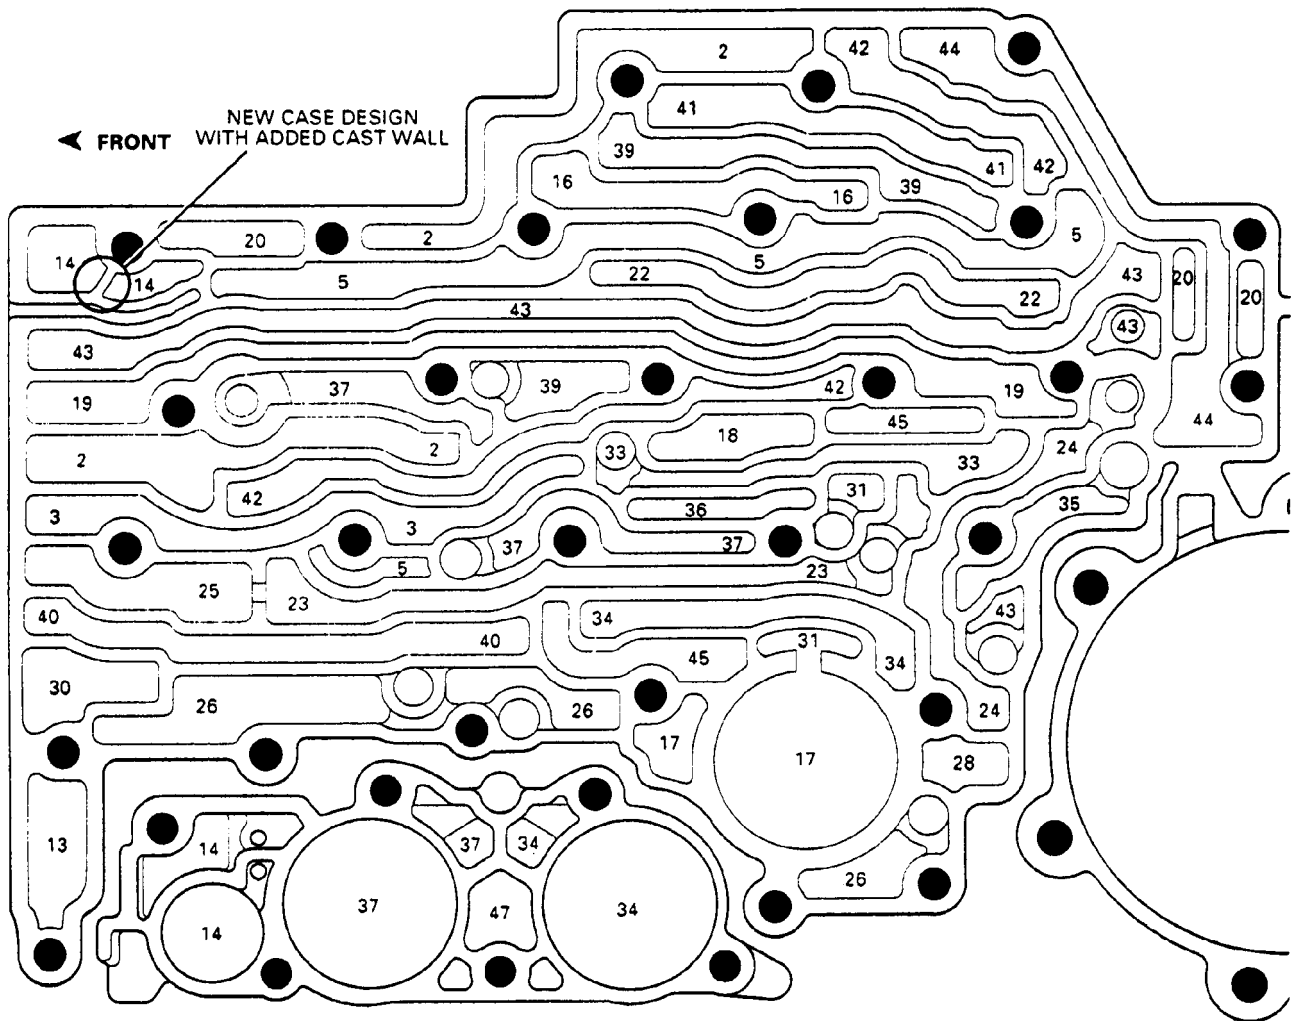 2 42 44
41
NEW CASE DESIGN
WITH ADDED CAST WALL
FRONT
39 41 42
16 16 39
20 2 5
14 14 5 22 5 22 43 20 20
43 43
43
37 39 42 19
19 45 44
2 2 18 24
33 33
42 31
3 3 36 35
37 37
5 23
25 23 43
40 34
40 31
45 34
30
26 26 24
17 17 28
13 14 37 34
26
37 47 34
14